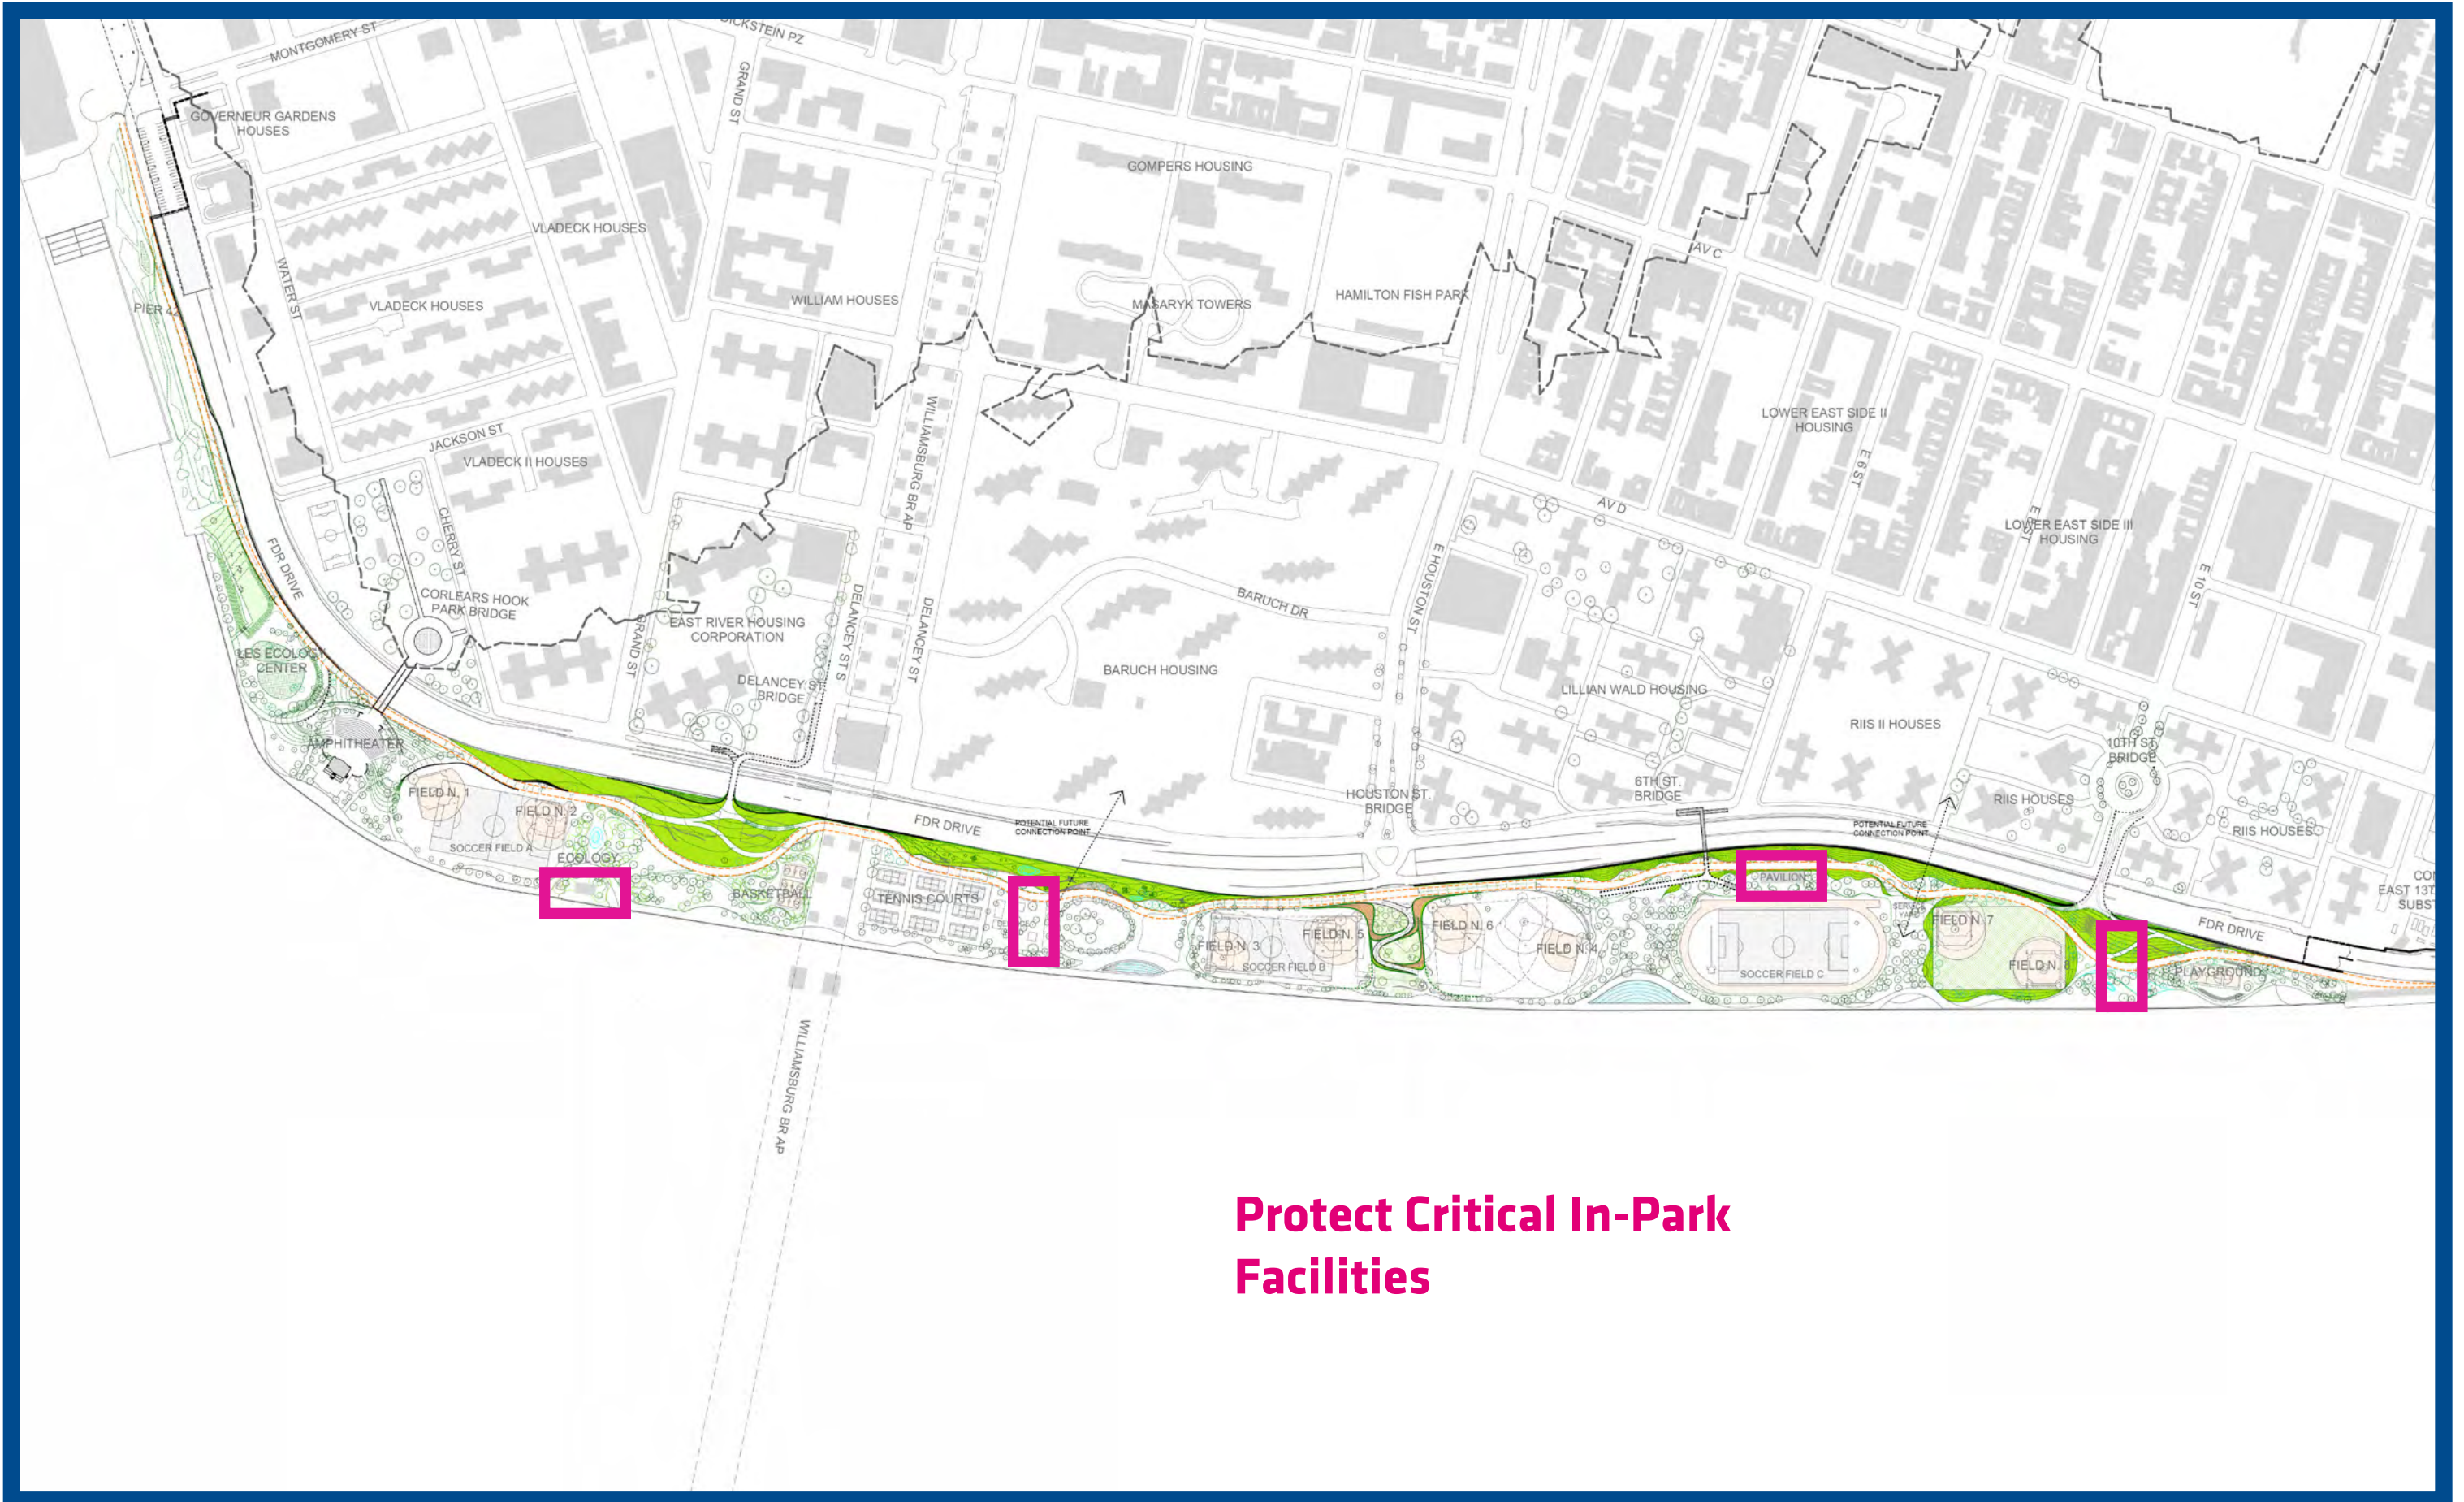 MONTGOMERY ST
GRAND ST
GOVERNEUR GARDENS
HOUSES
GOMPERS HOUSING
VLADECK HOUSES
AV C
WATER ST
PIER 42
VLADECK HOUSES
WILLIAM HOUSES
MASARYK TOWERS
HAMILTON FISH PARK
JACKSON ST
VLADECK II HOUSES
WILLIAMSBURG BR AP
LOWER EAST SIDE II
HOUSING
E 6 ST
AV D
LOWER EAST SIDE III
HOUSING
E 10 ST
FDR DRIVE
CHERRY ST
CORLEARS HOOK
PARK BRIDGE
GRAND ST
EAST RIVER HOUSING
CORPORATION
DELANCEY ST S
DELANCEY ST
BARUCH DR
E HOUSTON ST
LES ECOLOGY
CENTER
DELANCEY ST.
BRIDGE
BARUCH HOUSING
LILLIAN WALD HOUSING
RIIS II HOUSES
AMPHITHEATER
10TH ST.
BRIDGE
FIELD N. 1
FIELD N. 2
HOUSTON ST.
BRIDGE
6TH ST.
BRIDGE
RIIS HOUSES
RIIS HOUSES
FDR DRIVE
POTENTIAL FUTURE
CONNECTION POINT
POTENTIAL FUTURE
CONNECTION POINT
SOCCER FIELD A
ECOLOGY
BASKETBALL
TENNIS COURTS
PAVILION
EAST 13T
SUBST
FIELD N. 3
FIELD N. 5
FIELD N. 6
FIELD N. 4
FIELD N. 7
FIELD N. 8
FDR DRIVE
SOCCER FIELD B
SOCCER FIELD C
PLAYGROUND
WILLIAMSBURG BR AP
Protect Critical In-Park
Facilities